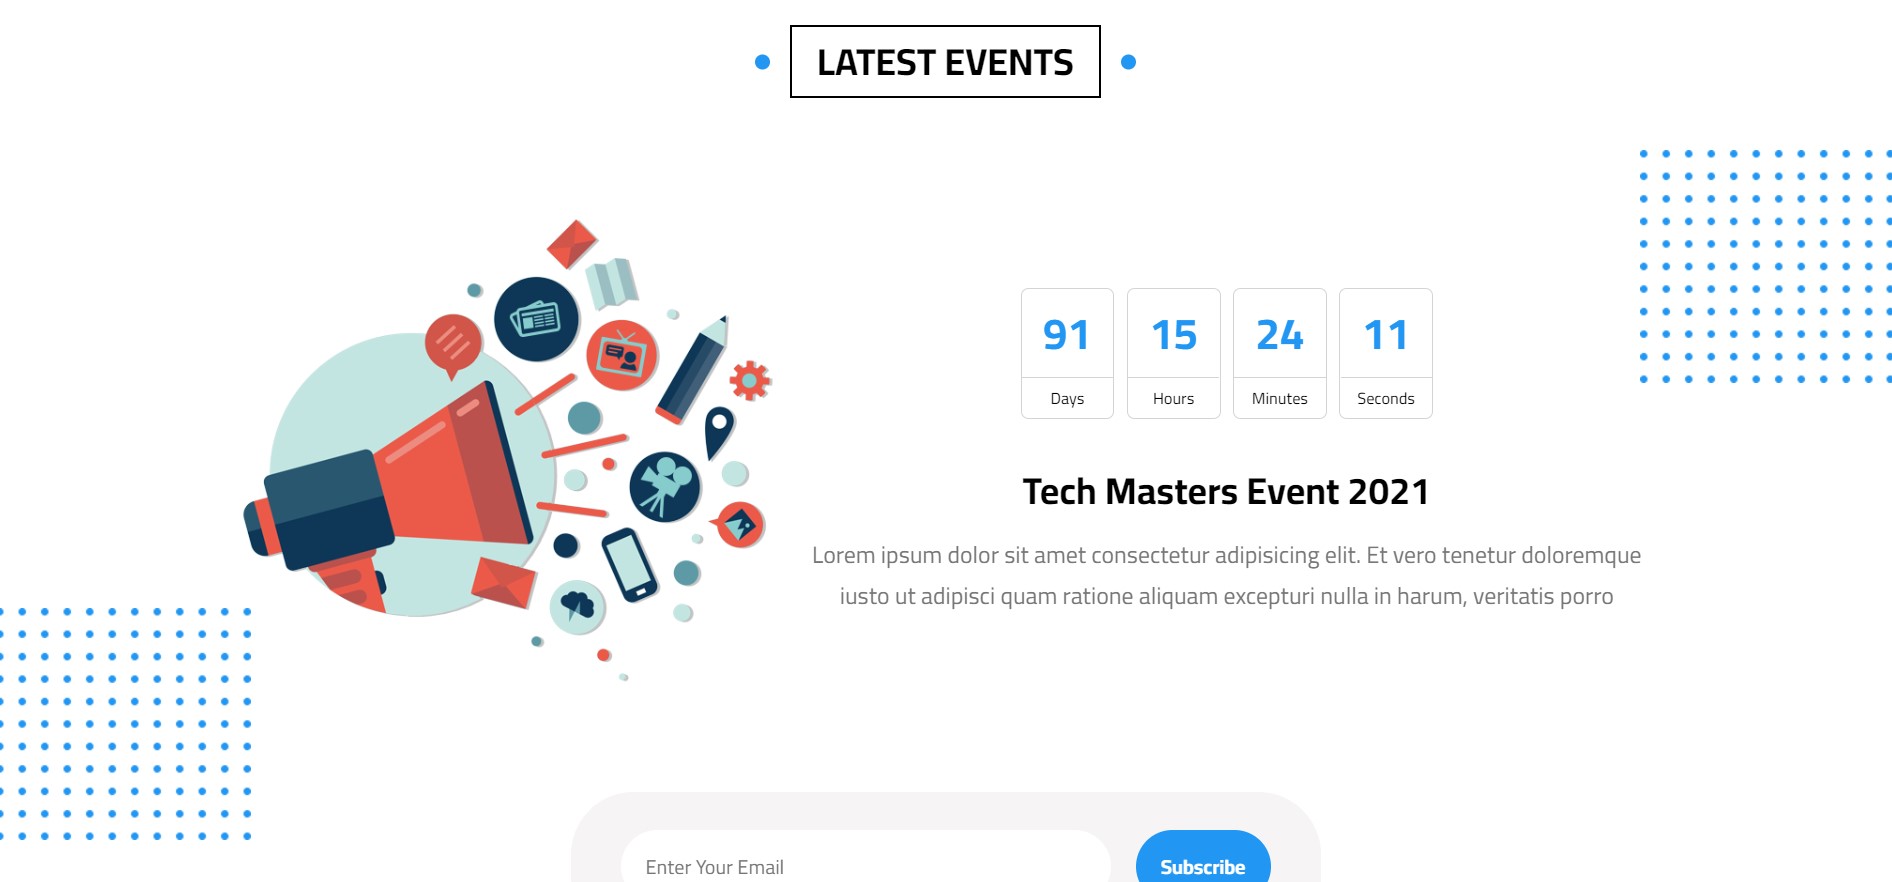 LATEST EVENTS
91 15 24 11
Days Hours Minutes Seconds
Tech Masters Event 2021
Lorem ipsum dolor sit amet consectetur adipisicing elit. Et vero tenetur doloremque
iusto ut adipisci quam ratione aliquam excepturi nulla in harum, veritatis porro
Enter Your Email Subscribe